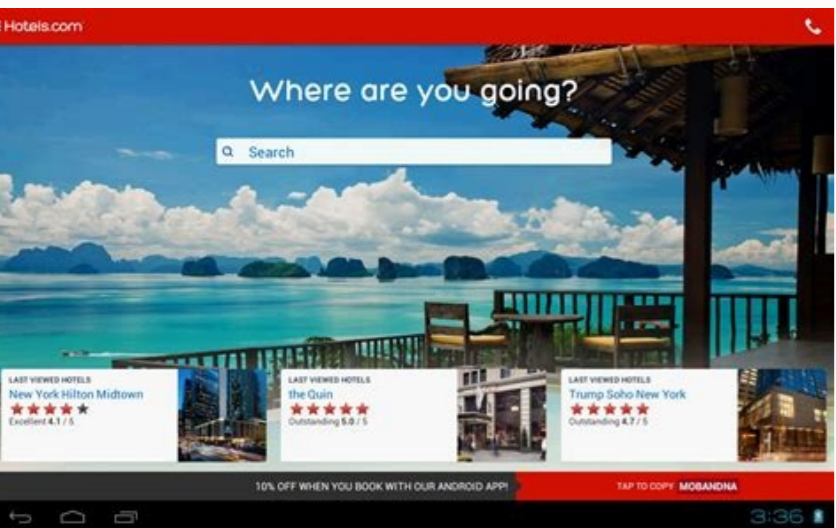 Hotels.com
Where are you going?
Search
LAST VIEWED HOTELS
New York Hilton Midtown
Excellent 4.1 / 5
LAST VIEWED HOTELS
the Quin
Outstanding 5.0 / 5
LAST VIEWED HOTELS
Trump Soho New York
Outstanding 4.7 / 5
10% OFF WHEN YOU BOOK WITH OUR ANDROID APP!
TAP TO COPY MOBANDNA
3:36